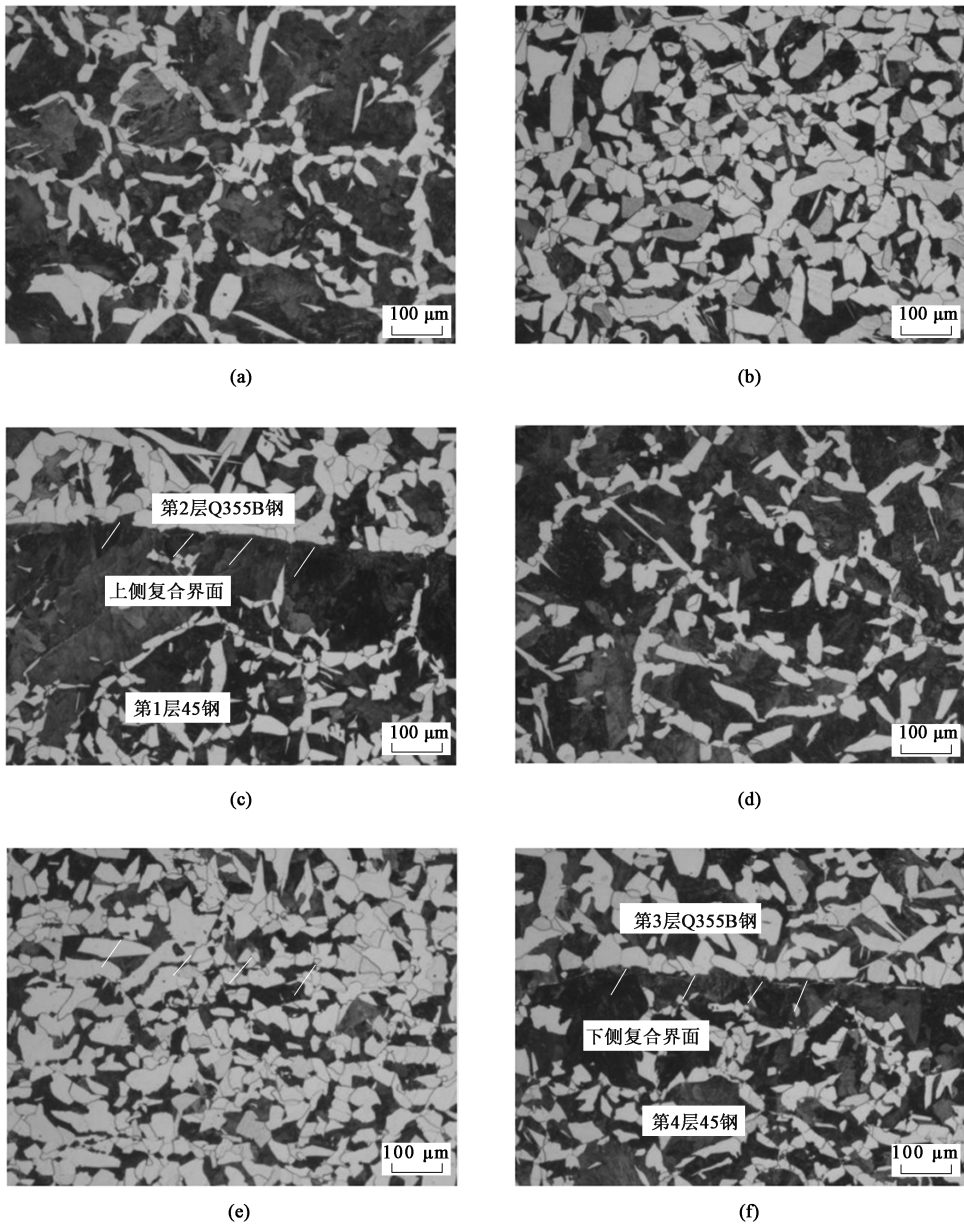 100 μm
100 μm
(a)
(b)
第2层Q355B钢
上侧复合界面
第1层45钢
100 μm
100 μm
(c)
(d)
第3层Q355B钢
下侧复合界面
第4层45钢
100 μm
100 μm
(e)
(f)